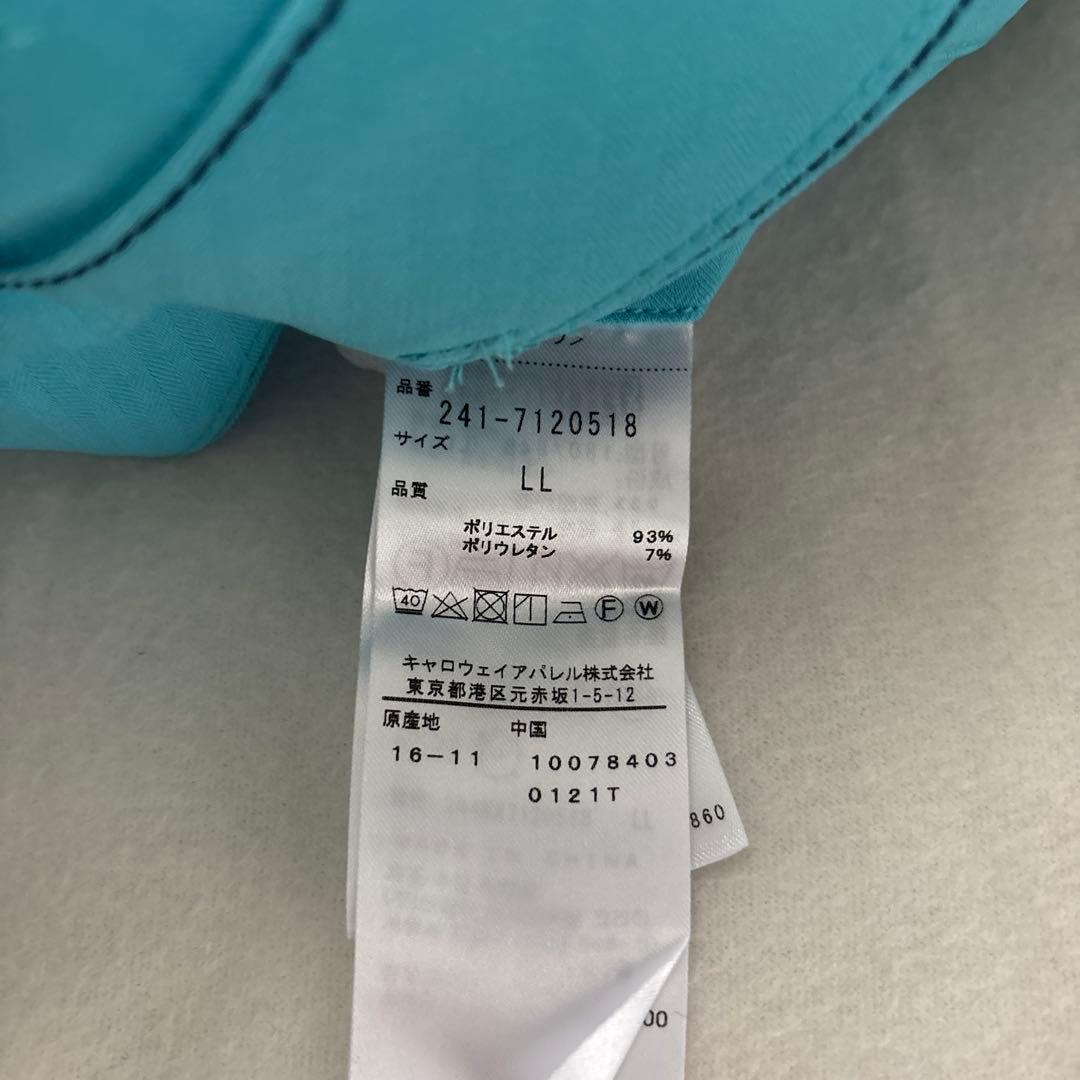 品番
241-7120518
サイズ
LL
品質
ポリエステル 93%
ポリウレタン 7%
40
F W
キャロウェイアパレル株式会社
東京都港区元赤坂1-5-12
原産地 中国
16-11 10078403
0121T
860
00